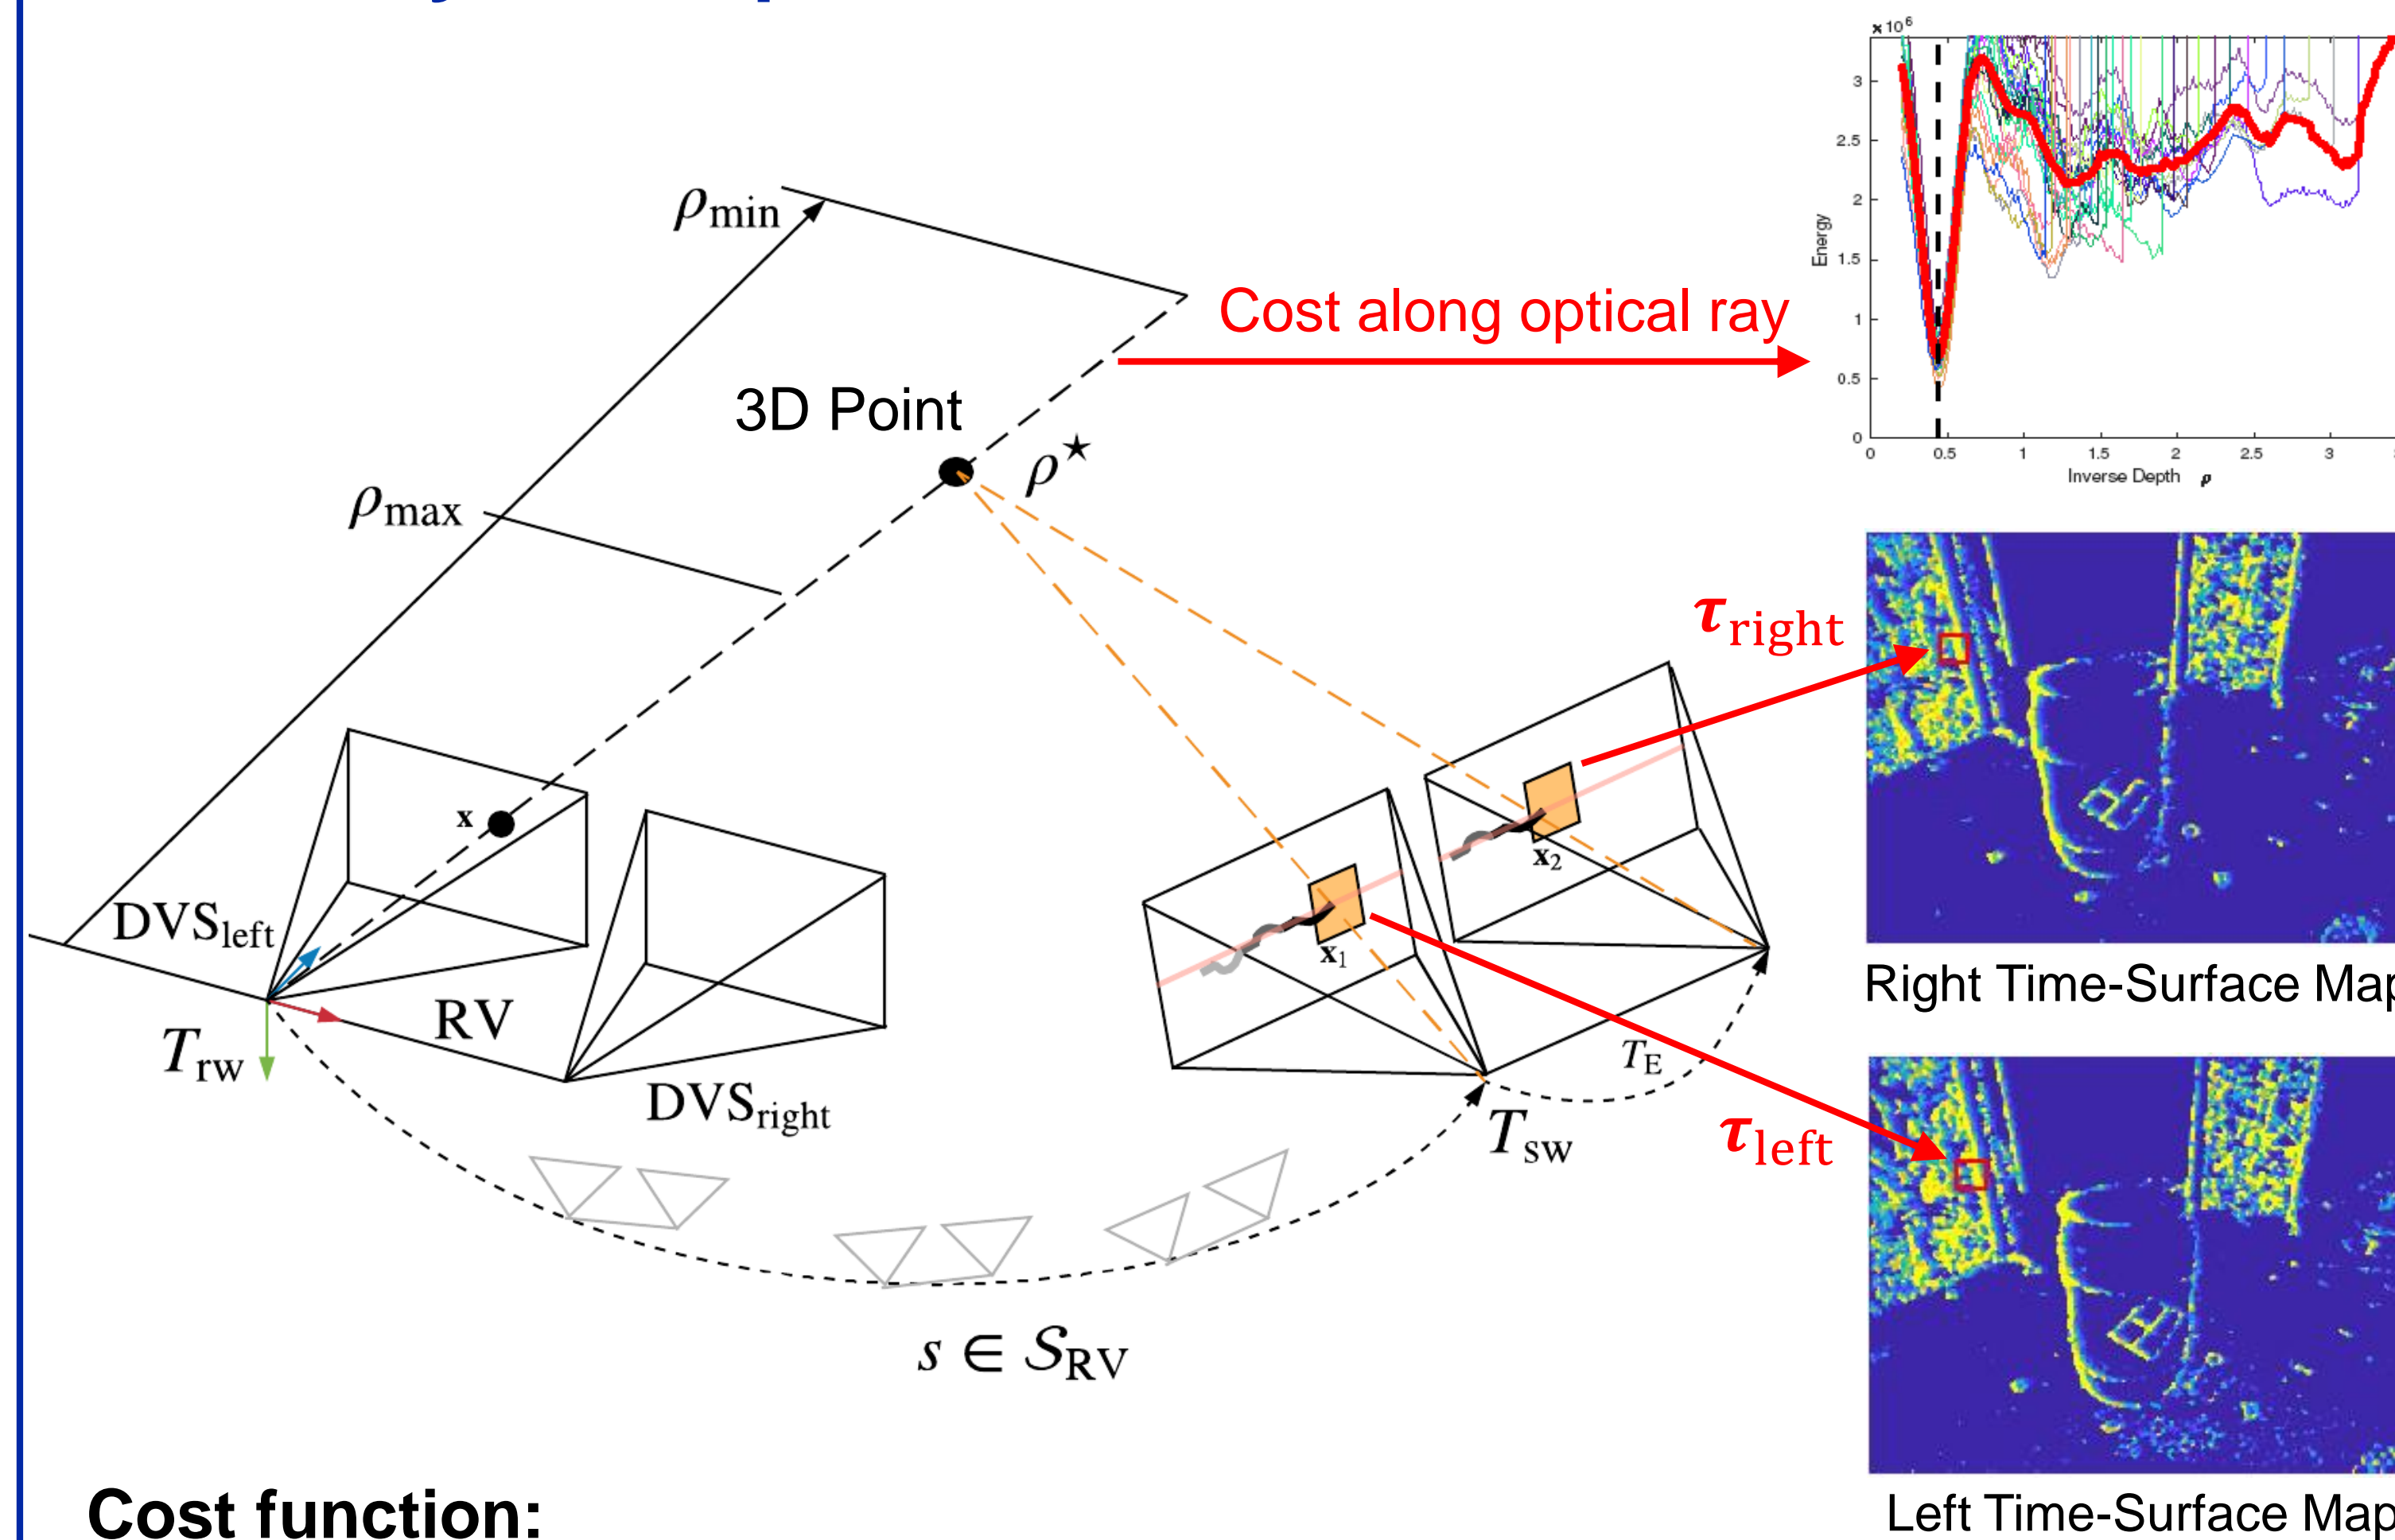 ×10⁶
3
2.5
2
1.5
1
0.5
0
Energy
0 0.5 1 1.5 2 2.5 3
Inverse Depth ρ
ρmin
Cost along optical ray
3D Point
ρ★
ρmax
τright
x
x₂
x₁
DVSleft
RV
Right Time-Surface Map
Trw
TE
DVSright
Tsw
τleft
s ∈ SRV
Cost function:
Left Time-Surface Map